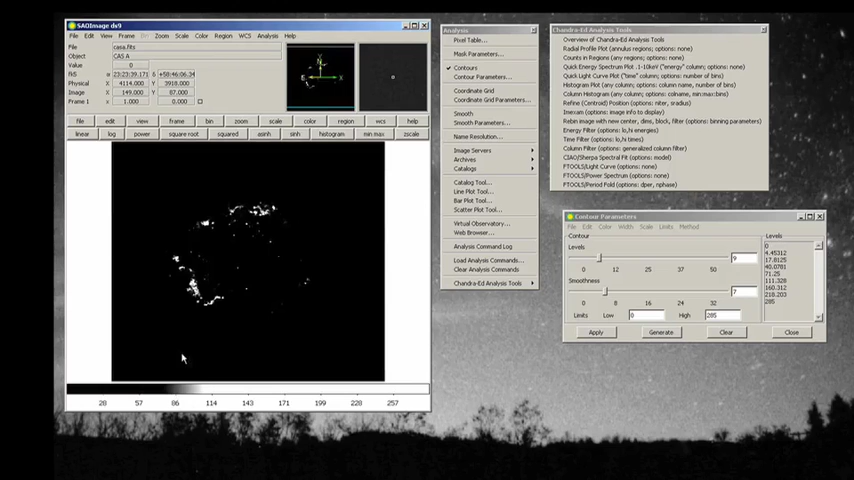 SAOImage ds9
File Edit View Frame Bin Zoom Scale Color Region WCS Analysis Help
File casa.fits
Object CAS A
Value 0
fk5 α 23:23:39.171 δ +58:46:06.34
Physical X 4114.000 Y 3918.000
Image X 149.000 Y 87.000
Frame 1 x 1.000 0.000
N
E
Y
X
file edit view frame bin zoom scale color region wcs help
linear log power square root squared asinh sinh histogram min max zscale
28 57 86 114 143 171 199 228 257
Analysis
Pixel Table...
Mask Parameters...
Contours
Contour Parameters...
Coordinate Grid
Coordinate Grid Parameters...
Smooth
Smooth Parameters...
Name Resolution...
Image Servers
Archives
Catalogs
Catalog Tool...
Line Plot Tool...
Bar Plot Tool...
Scatter Plot Tool...
Virtual Observatory...
Web Browser...
Analysis Command Log
Load Analysis Commands...
Clear Analysis Commands
Chandra-Ed Analysis Tools
Chandra-Ed Analysis Tools
Overview of Chandra-Ed Analysis Tools
Radial Profile Plot (annulus regions; options: none)
Counts in Regions (any regions; options: none)
Quick Energy Spectrum Plot .1-10keV ("energy" column; options: none)
Quick Light Curve Plot ("time" column; options: number of bins)
Histogram Plot (any column; options: column name, number of bins)
Column Histogram (any column; options: colname, min:max:bins)
Refine (Centroid) Position (options: niter, sradius)
Imexam (options: image info to display)
Rebin image with new center, dims, block, filter (options: binning parameters)
Energy Filter (options: lo,hi energies)
Time Filter (options: lo,hi times)
Column Filter (options: generalized column filter)
CIAO/Sherpa Spectral Fit (options: model)
FTOOLS/Light Curve (options: none)
FTOOLS/Power Spectrum (options: none)
FTOOLS/Period Fold (options: dper, nphase)
Contour Parameters
File Edit Color Width Scale Limits Method
Contour
Levels
9
0 12 25 37 50
Smoothness
7
0 8 16 24 32
Limits Low 0 High 285
Levels
0
4.45312
17.8125
40.0781
71.25
111.328
160.312
218.203
285
Apply Generate Clear Close